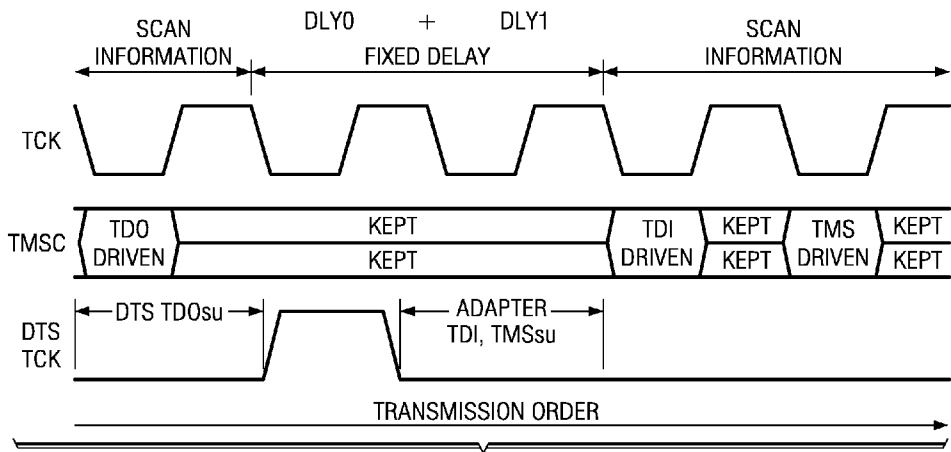 DLY0 + DLY1
SCAN INFORMATION
FIXED DELAY
SCAN INFORMATION
TCK
TMSC
TDO DRIVEN
KEPT
KEPT
TDI DRIVEN
KEPT
KEPT
TMS DRIVEN
KEPT
KEPT
DTS TCK
DTS TDOsu
ADAPTER
TDI, TMSsu
TRANSMISSION ORDER